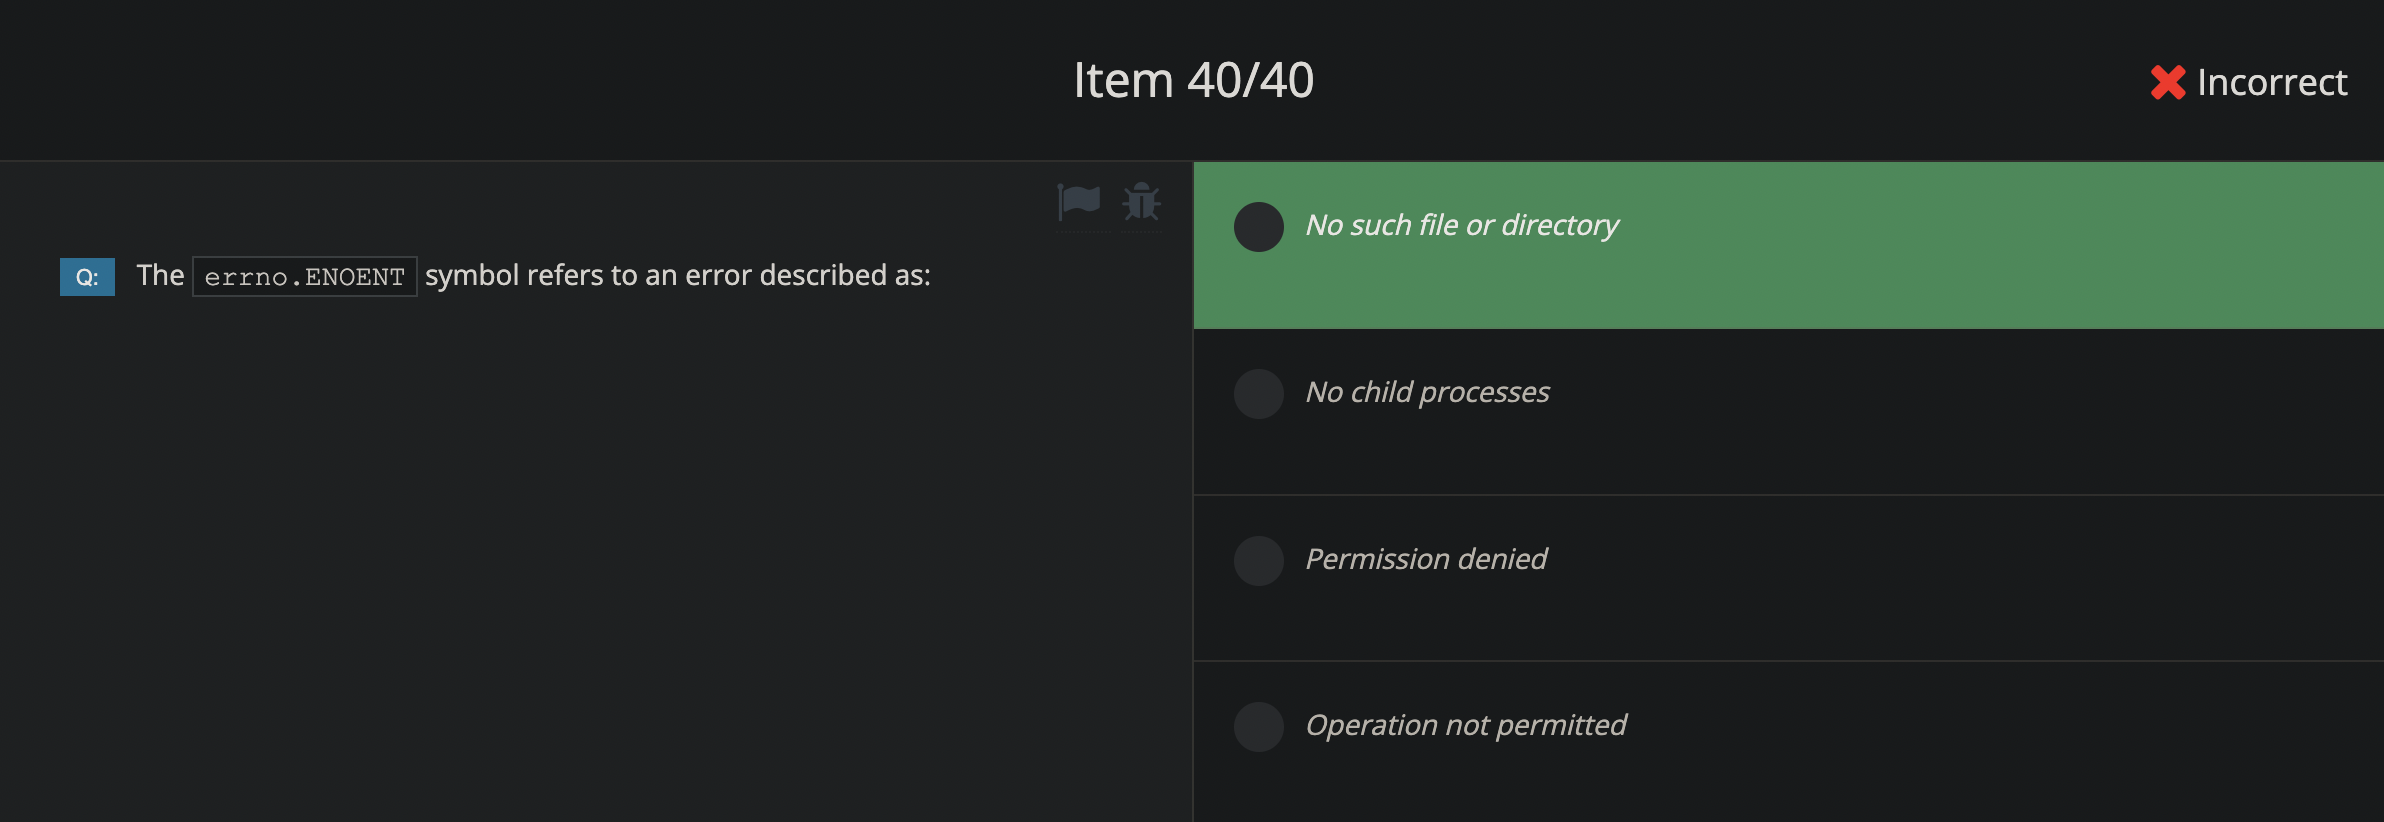 Item 40/40
Incorrect
Q: The errno.ENOENT symbol refers to an error described as:
No such file or directory
No child processes
Permission denied
Operation not permitted